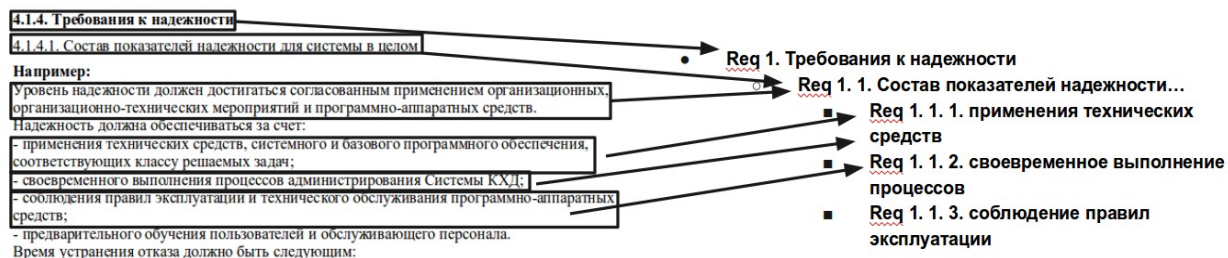 4.1.4. Требования к надежности
4.1.4.1. Состав показателей надежности для системы в целом
Например:
Уровень надежности должен достигаться согласованным применением организационных,
организационно-технических мероприятий и программно-аппаратных средств.
Надежность должна обеспечиваться за счет:
- применения технических средств, системного и базового программного обеспечения,
соответствующих классу решаемых задач;
- своевременного выполнения процессов администрирования Системы КХД;
- соблюдения правил эксплуатации и технического обслуживания программно-аппаратных
средств;
- предварительного обучения пользователей и обслуживающего персонала.
Время устранения отказа должно быть следующим:
Req 1. Требования к надежности
Req 1. 1. Состав показателей надежности...
Req 1. 1. 1. применения технических
средств
Req 1. 1. 2. своевременное выполнение
процессов
Req 1. 1. 3. соблюдение правил
эксплуатации